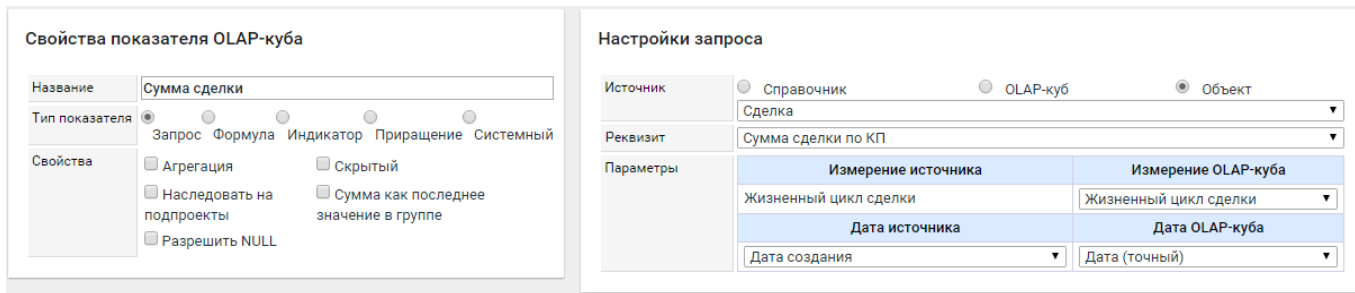 Свойства показателя OLAP-куба
Название
Сумма сделки
Тип показателя
Запрос Формула Индикатор Приращение Системный
Свойства
Агрегация
Скрытый
Наследовать на
подпроекты
Сумма как последнее
значение в группе
Разрешить NULL
Настройки запроса
Источник
Справочник OLAP-куб Объект
Сделка
Реквизит
Сумма сделки по КП
Параметры
Измерение источника Измерение OLAP-куба
Жизненный цикл сделки Жизненный цикл сделки
Дата источника Дата OLAP-куба
Дата создания Дата (точный)